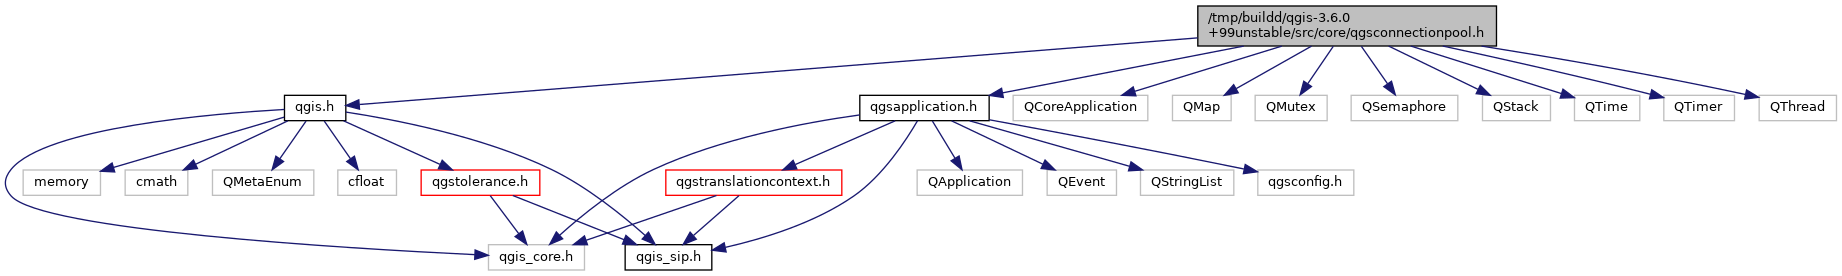 /tmp/buildd/qgis-3.6.0
+99unstable/src/core/qgsconnectionpool.h
qgis.h
qgsapplication.h
QCoreApplication
QMap
QMutex
QSemaphore
QStack
QTime
QTimer
QThread
memory
cmath
QMetaEnum
cfloat
qgstolerance.h
qgstranslationcontext.h
QApplication
QEvent
QStringList
qgsconfig.h
qgis_core.h
qgis_sip.h